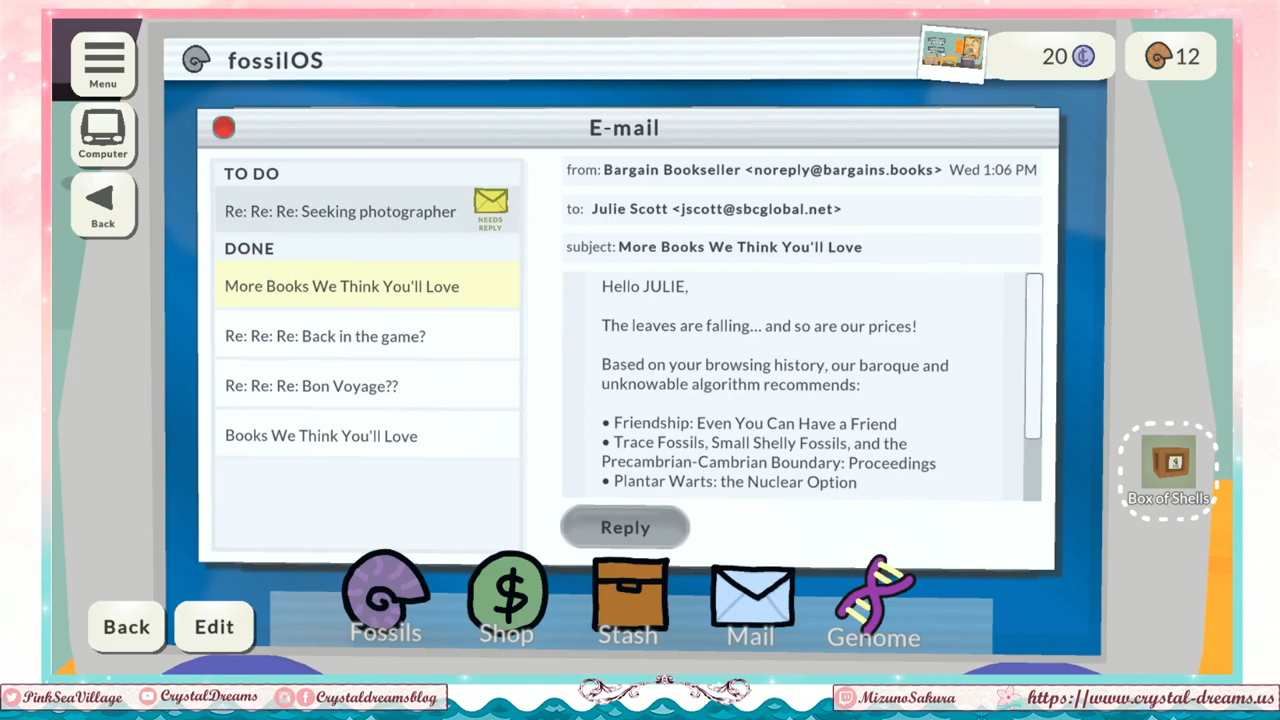 Menu
Computer
Back
fossilOS
20
12
E-mail
TO DO
Re: Re: Re: Seeking photographer
NEEDS
REPLY
DONE
More Books We Think You'll Love
Re: Re: Re: Back in the game?
Re: Re: Re: Bon Voyage??
Books We Think You'll Love
from: Bargain Bookseller <noreply@bargains.books> Wed 1:06 PM
to: Julie Scott <jscott@sbcglobal.net>
subject: More Books We Think You'll Love
Hello JULIE,
The leaves are falling... and so are our prices!
Based on your browsing history, our baroque and
unknowable algorithm recommends:
• Friendship: Even You Can Have a Friend
• Trace Fossils, Small Shelly Fossils, and the
Precambrian-Cambrian Boundary: Proceedings
• Plantar Warts: the Nuclear Option
Reply
Box of Shells
Back
Edit
Fossils
Shop
Stash
Mail
Genome
PinkSeaVillage
CrystalDreams
Crystaldreamsblog
MizunoSakura
https://www.crystal-dreams.us